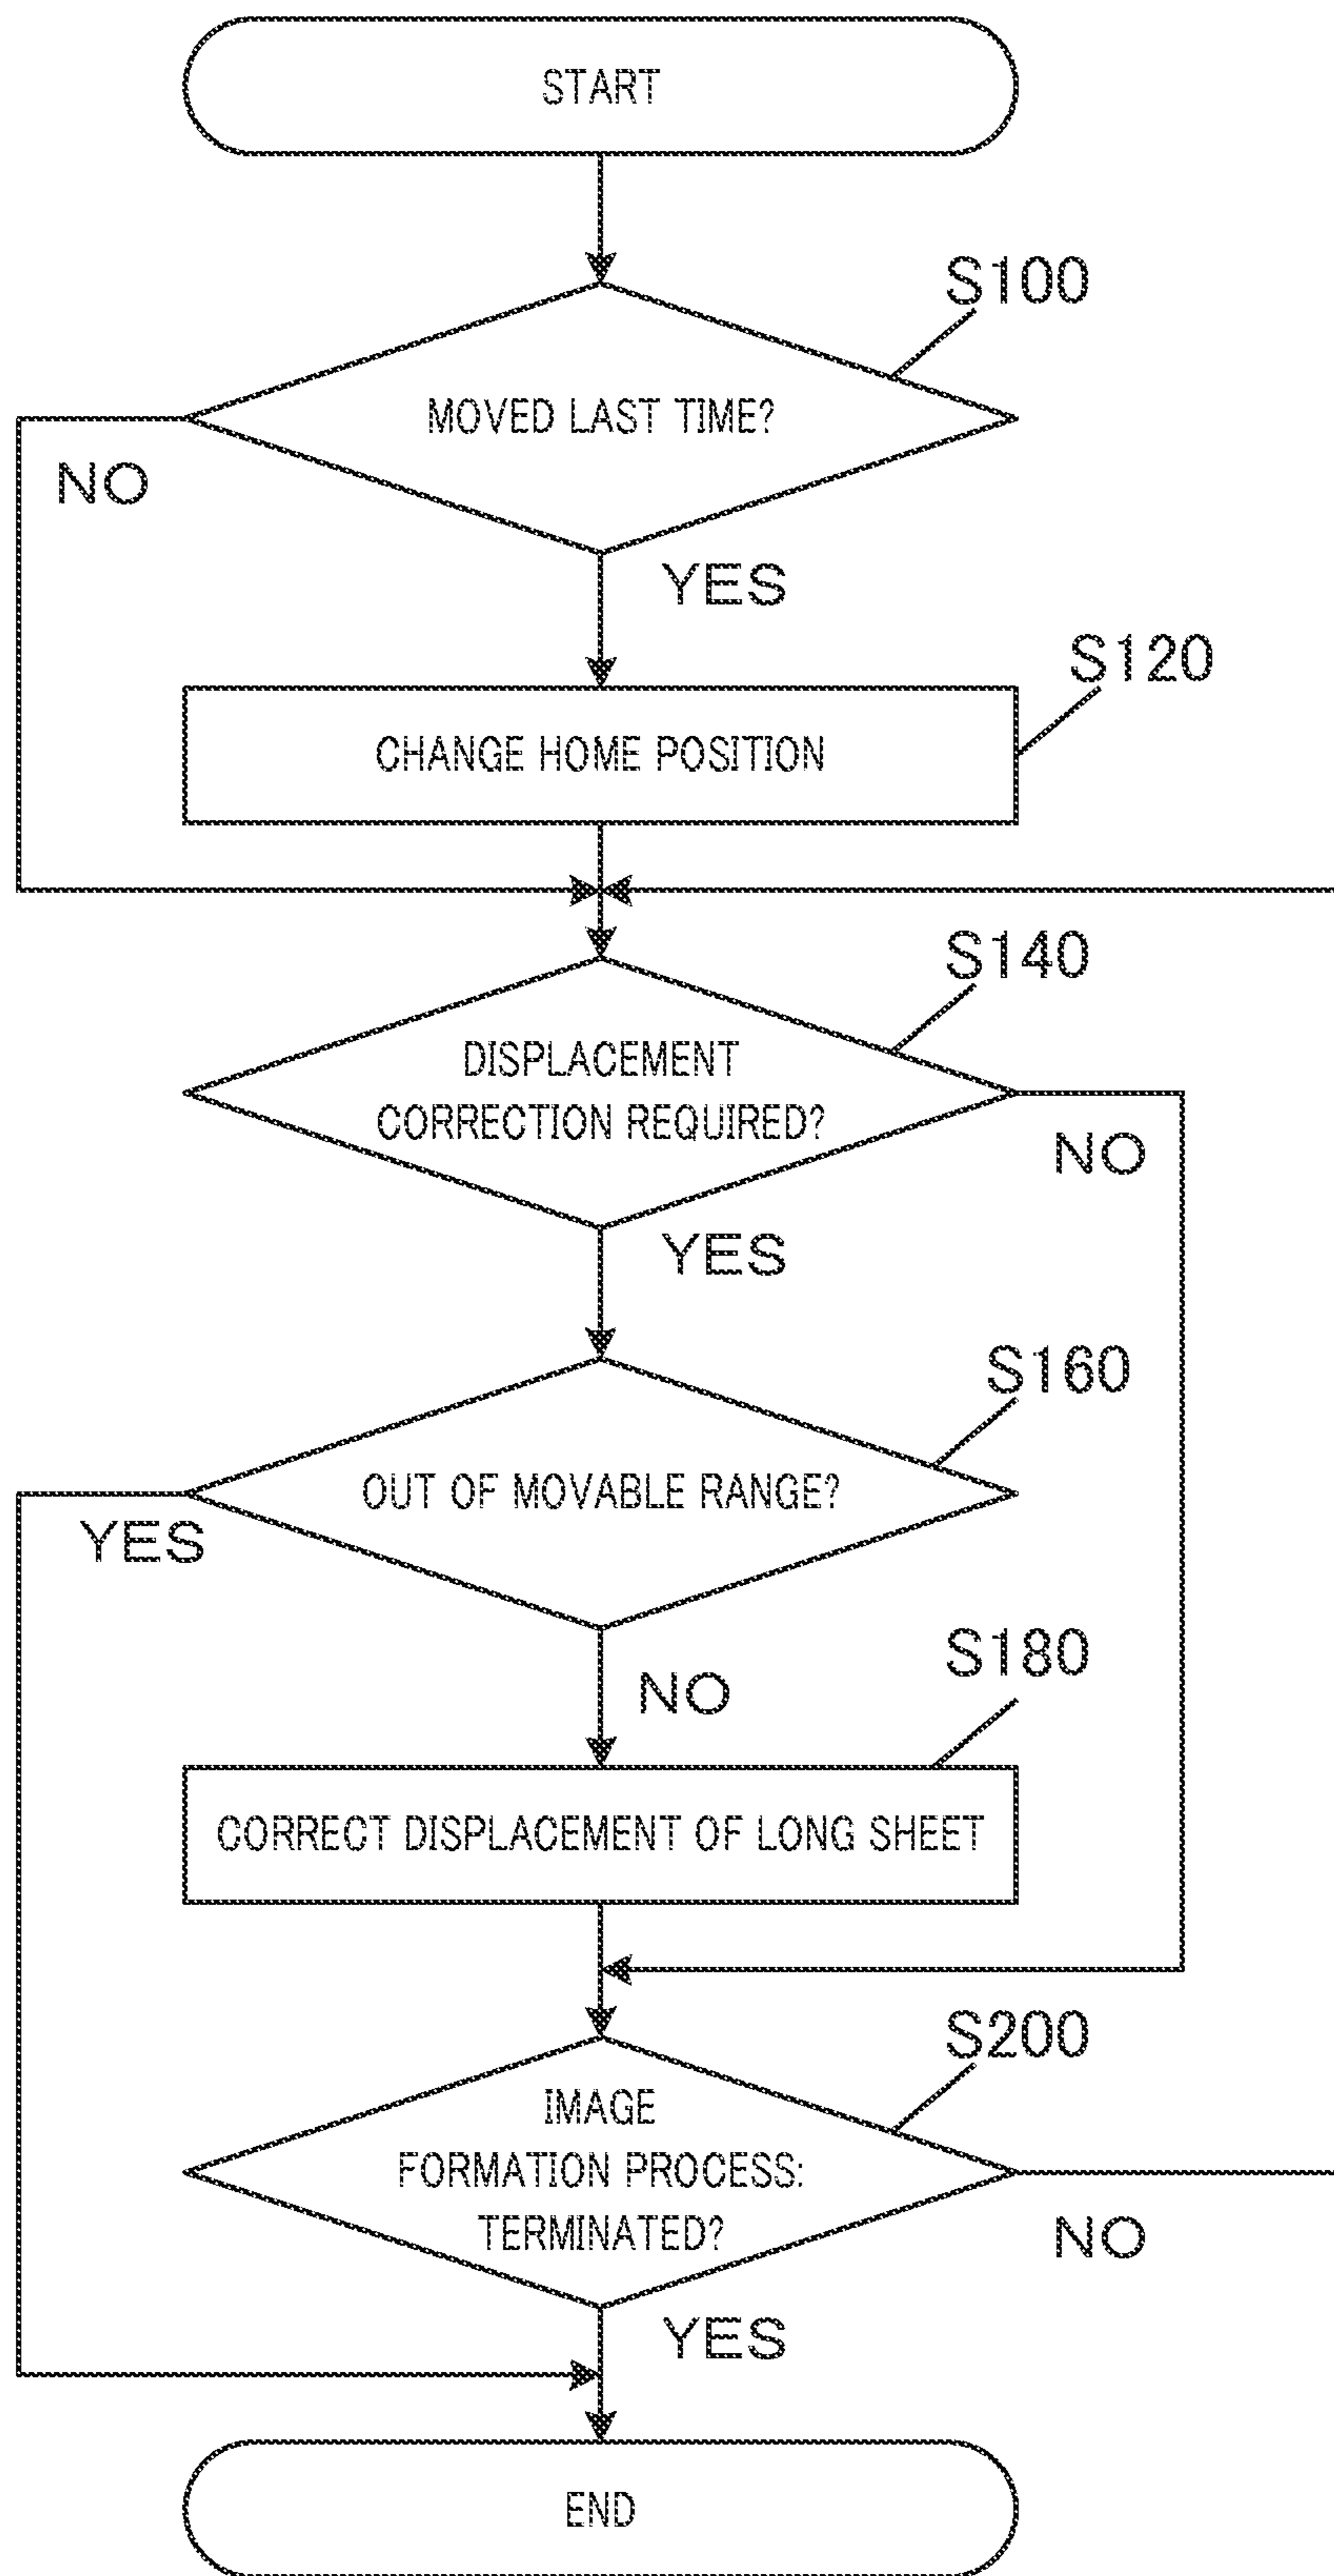 START
S100
MOVED LAST TIME?
NO
YES
S120
CHANGE HOME POSITION
S140
DISPLACEMENT
CORRECTION REQUIRED?
NO
YES
S160
OUT OF MOVABLE RANGE?
YES
NO
S180
CORRECT DISPLACEMENT OF LONG SHEET
S200
IMAGE
FORMATION PROCESS:
TERMINATED?
NO
YES
END